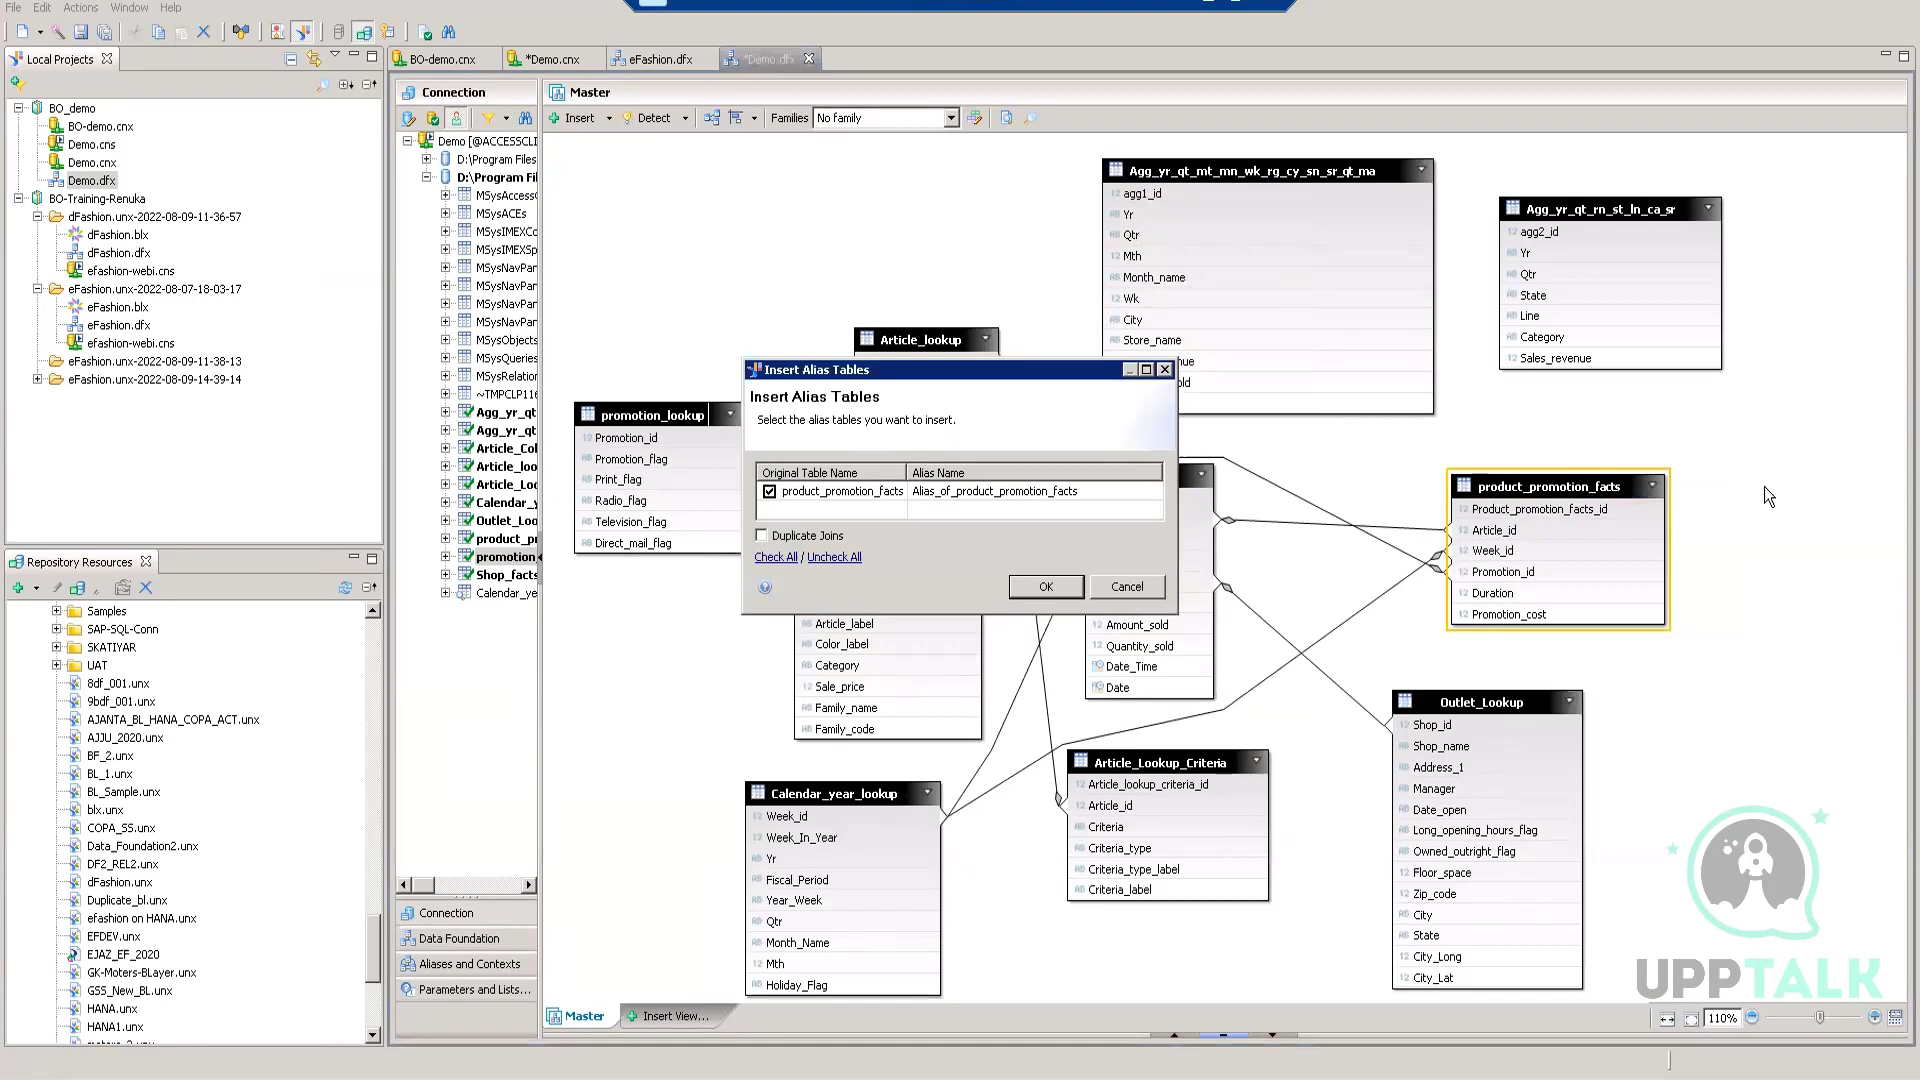 File Edit Actions Window Help
Local Projects
BO_demo
BO-demo.cnx
Demo.cns
Demo.cnx
Demo.dfx
BO-Training-Renuka
dFashion.unx-2022-08-09-11-36-57
dFashion.blx
dFashion.dfx
efashion-webi.cns
eFashion.unx-2022-08-07-18-03-17
eFashion.blx
eFashion.dfx
efashion-webi.cns
eFashion.unx-2022-08-09-11-38-13
eFashion.unx-2022-08-09-14-39-14
Repository Resources
Samples
SAP-SQL-Conn
SKATIYAR
UAT
8df_001.unx
9bdf_001.unx
AJANTA_BL_HANA_COPA_ACT.unx
AJJU_2020.unx
BF_2.unx
BL_1.unx
BL_Sample.unx
blx.unx
COPA_SS.unx
Data_Foundation2.unx
DF2_REL2.unx
dFashion.unx
Duplicate_bl.unx
efashion on HANA.unx
EFDEV.unx
EJAZ_EF_2020
GK-Moters-BLayer.unx
GSS_New_BL.unx
HANA.unx
HANA1.unx
BO-demo.cnx *Demo.cnx eFashion.dfx *Demo.dfx
Connection
Demo [@ACCESSCLI
D:\Program Files
D:\Program Fil
MSysAccess
MSysACEs
MSysIMEXCo
MSysIMEXSp
MSysNavPar
MSysNavPar
MSysNavPar
MSysNavPar
MSysObjects
MSysQueries
MSysRelation
~TMPCLP116
Agg_yr_qt
Agg_yr_qt
Article_Col
Article_loo
Article_Loo
Calendar_y
Outlet_Loo
product_pr
promotion
Shop_facts
Calendar_ye
Connection
Data Foundation
Aliases and Contexts
Parameters and Lists...
Master
Insert Detect Families No family
Agg_yr_qt_mt_mn_wk_rg_cy_sn_sr_qt_ma
agg1_id
Yr
Qtr
Mth
Month_name
Wk
City
Store_name
nue
old
Agg_yr_qt_rn_st_ln_ca_sr
agg2_id
Yr
Qtr
State
Line
Category
Sales_revenue
Article_lookup
promotion_lookup
Promotion_id
Promotion_flag
Print_flag
Radio_flag
Television_flag
Direct_mail_flag
Insert Alias Tables
Insert Alias Tables
Select the alias tables you want to insert.
Original Table Name Alias Name
product_promotion_facts Alias_of_product_promotion_facts
Duplicate Joins
Check All / Uncheck All
OK Cancel
product_promotion_facts
Product_promotion_facts_id
Article_id
Week_id
Promotion_id
Duration
Promotion_cost
Article_label
Color_label
Category
Sale_price
Family_name
Family_code
Amount_sold
Quantity_sold
Date_Time
Date
Outlet_Lookup
Shop_id
Shop_name
Address_1
Manager
Date_open
Long_opening_hours_flag
Owned_outright_flag
Floor_space
Zip_code
City
State
City_Long
City_Lat
Article_Lookup_Criteria
Article_lookup_criteria_id
Article_id
Criteria
Criteria_type
Criteria_type_label
Criteria_label
Calendar_year_lookup
Week_id
Week_In_Year
Yr
Fiscal_Period
Year_Week
Qtr
Month_Name
Mth
Holiday_Flag
UPPTALK
Master Insert View...
110%